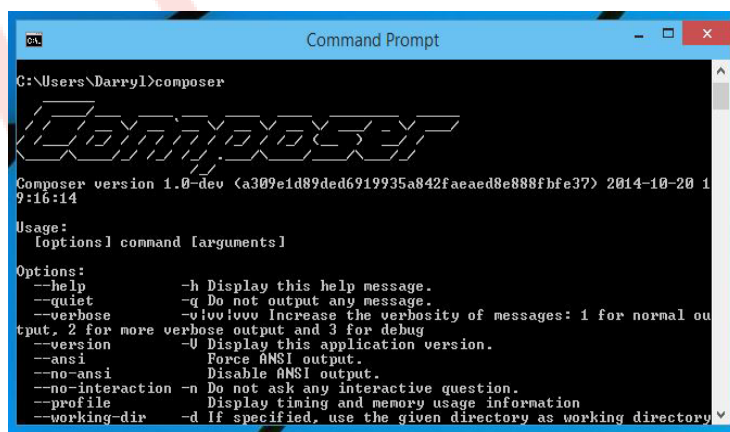 Command Prompt
C:\Users\Darryl>composer
Composer
Composer version 1.0-dev (a309e1d89ded6919935a842faeaed8e888fbfe37) 2014-10-20 1
9:16:14
Usage:
[options] command [arguments]
Options:
--help -h Display this help message.
--quiet -q Do not output any message.
--verbose -v|vv|vvv Increase the verbosity of messages: 1 for normal ou
tput, 2 for more verbose output and 3 for debug
--version -V Display this application version.
--ansi Force ANSI output.
--no-ansi Disable ANSI output.
--no-interaction -n Do not ask any interactive question.
--profile Display timing and memory usage information
--working-dir -d If specified, use the given directory as working directory